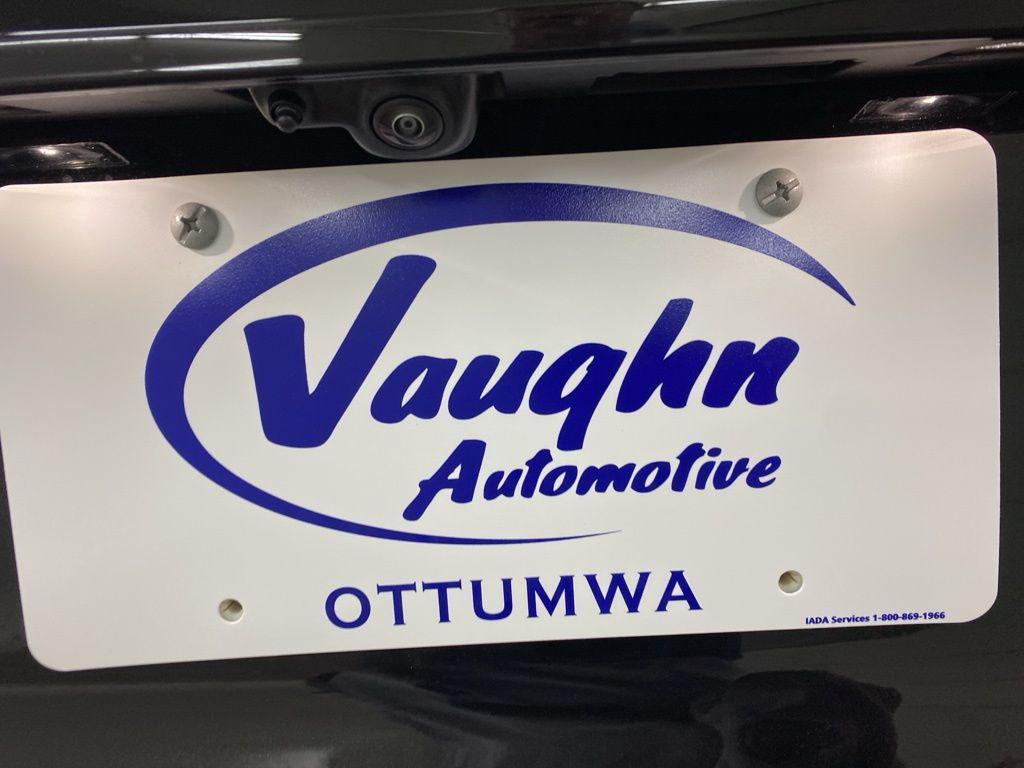 Vaughn
Automotive
OTTUMWA
IADA Services 1-800-869-1966